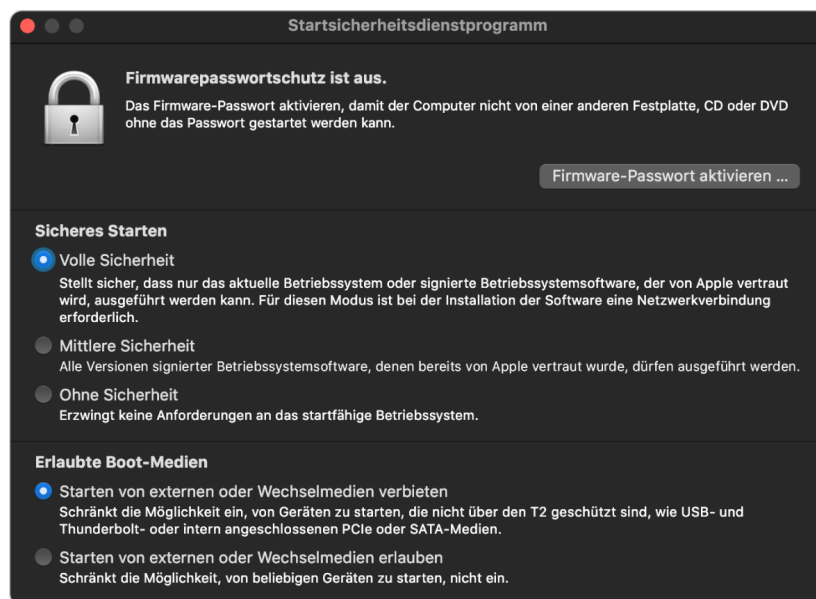 Startsicherheitsdienstprogramm
Firmwarepasswortschutz ist aus.
Das Firmware-Passwort aktivieren, damit der Computer nicht von einer anderen Festplatte, CD oder DVD
ohne das Passwort gestartet werden kann.
Firmware-Passwort aktivieren ...
Sicheres Starten
Volle Sicherheit
Stellt sicher, dass nur das aktuelle Betriebssystem oder signierte Betriebssystemsoftware, der von Apple vertraut
wird, ausgeführt werden kann. Für diesen Modus ist bei der Installation der Software eine Netzwerkverbindung
erforderlich.
Mittlere Sicherheit
Alle Versionen signierter Betriebssystemsoftware, denen bereits von Apple vertraut wurde, dürfen ausgeführt werden.
Ohne Sicherheit
Erzwingt keine Anforderungen an das startfähige Betriebssystem.
Erlaubte Boot-Medien
Starten von externen oder Wechselmedien verbieten
Schränkt die Möglichkeit ein, von Geräten zu starten, die nicht über den T2 geschützt sind, wie USB- und
Thunderbolt- oder intern angeschlossenen PCIe oder SATA-Medien.
Starten von externen oder Wechselmedien erlauben
Schränkt die Möglichkeit, von beliebigen Geräten zu starten, nicht ein.